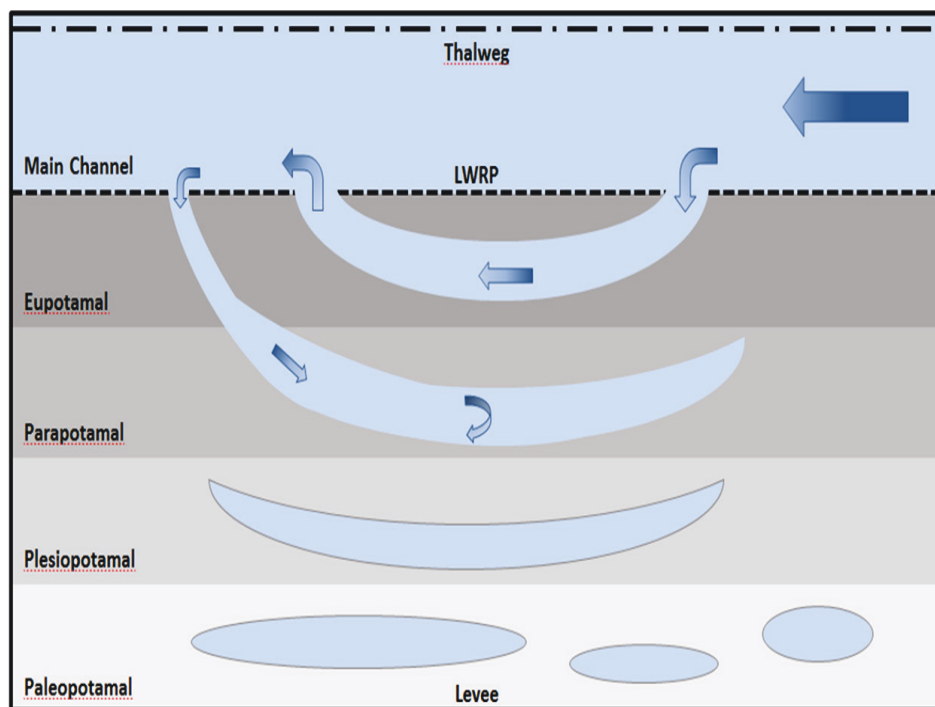 Thalweg
Main Channel
LWRP
Eupotamal
Parapotamal
Plesiopotamal
Paleopotamal
Levee